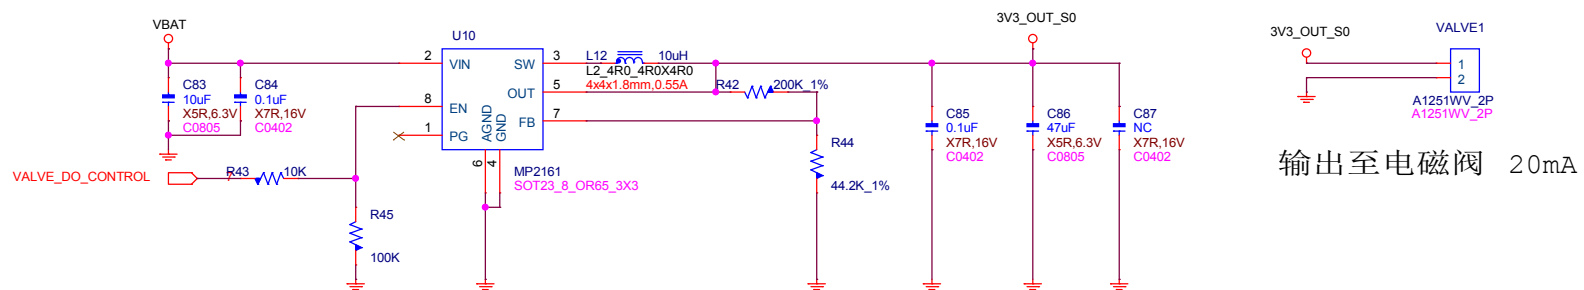 VBAT
U10
2
VIN
SW
3
L12
10uH
L2_4R0_4R0X4R0
4x4x1.8mm,0.55A
OUT
5
R42
200K_1%
8
EN
FB
7
1
PG
AGND
GND
6
4
MP2161
SOT23_8_OR65_3X3
C83
10uF
X5R,6.3V
C0805
C84
0.1uF
X7R,16V
C0402
VALVE_DO_CONTROL
R43
10K
R45
100K
R44
44.2K_1%
3V3_OUT_S0
C85
0.1uF
X7R,16V
C0402
C86
47uF
X5R,6.3V
C0805
C87
NC
X7R,16V
C0402
3V3_OUT_S0
VALVE1
1
2
A1251WV_2P
A1251WV_2P
输出至电磁阀 20mA